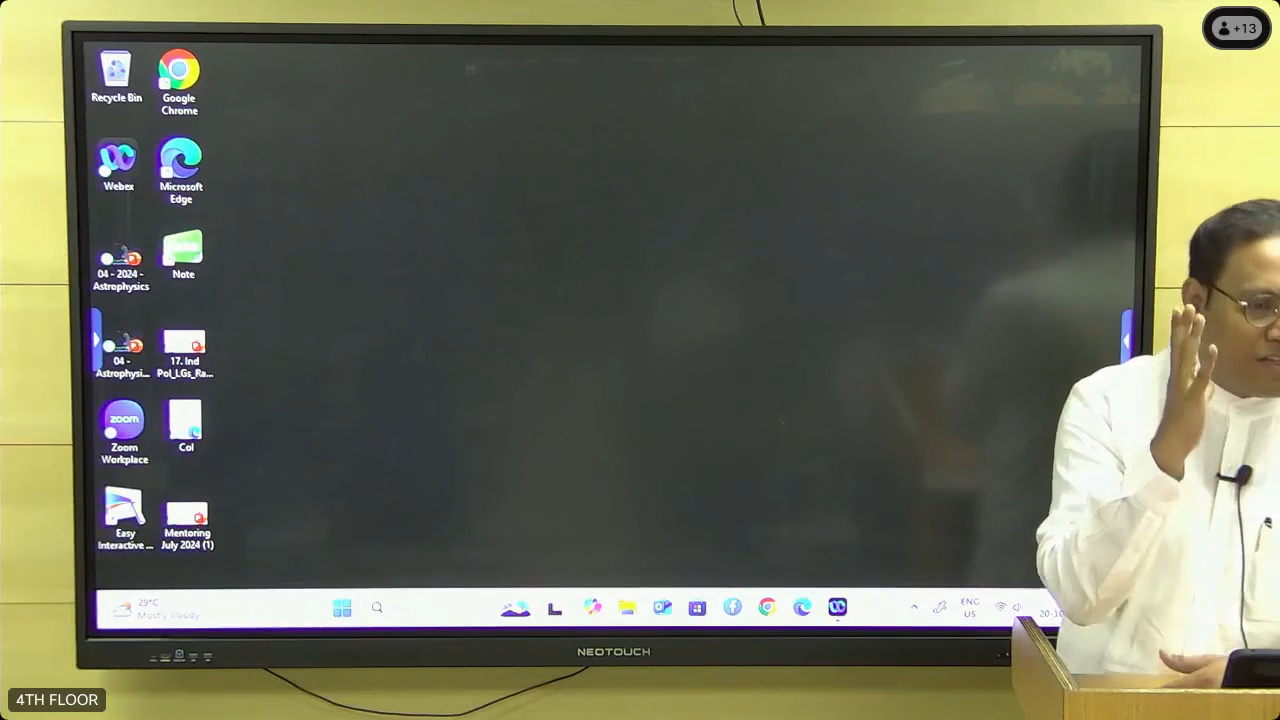 +13
Recycle Bin
Google
Chrome
Webex
Microsoft
Edge
04 - 2024 -
Astrophysics
Note
04 -
Astrophysi...
17. Ind
Pol_LGs_Ra...
zoom
Zoom
Workplace
CoI
Easy
Interactive ...
Mentoring
July 2024 (1)
29°C
Mostly cloudy
ENG
US
NEOTOUCH
4TH FLOOR